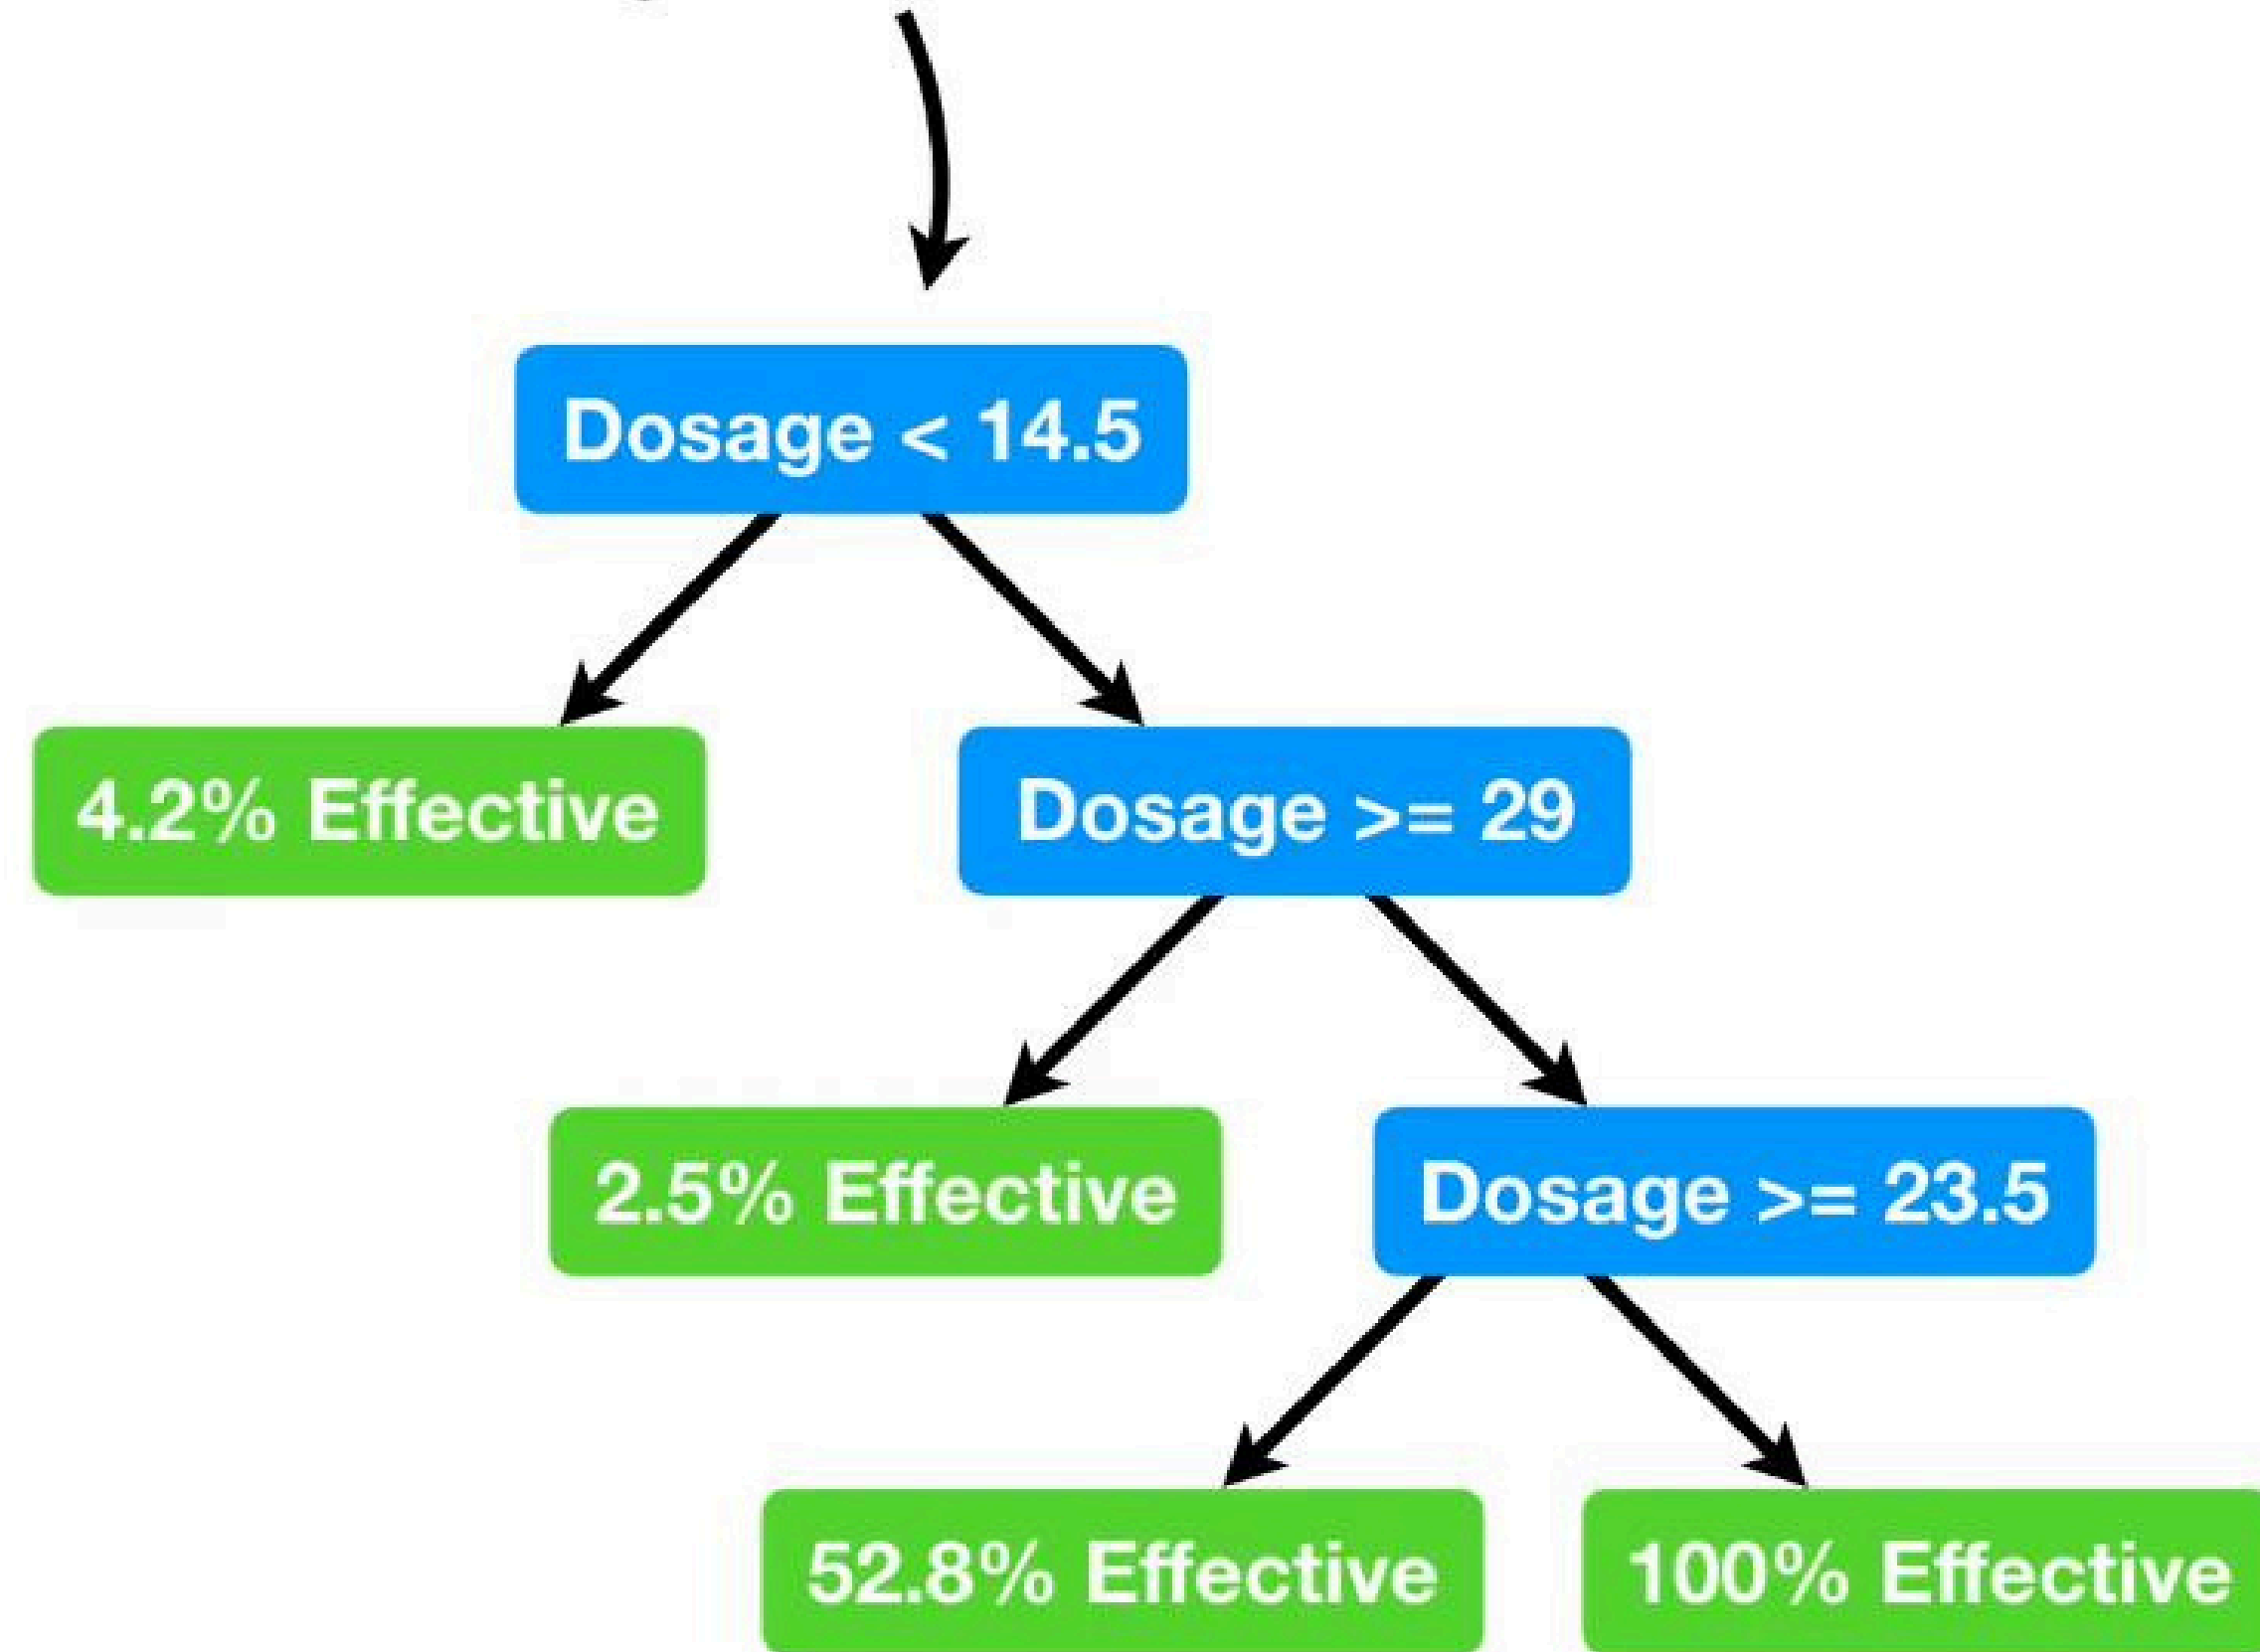 Dosage < 14.5
4.2% Effective
Dosage >= 29
2.5% Effective
Dosage >= 23.5
52.8% Effective
100% Effective